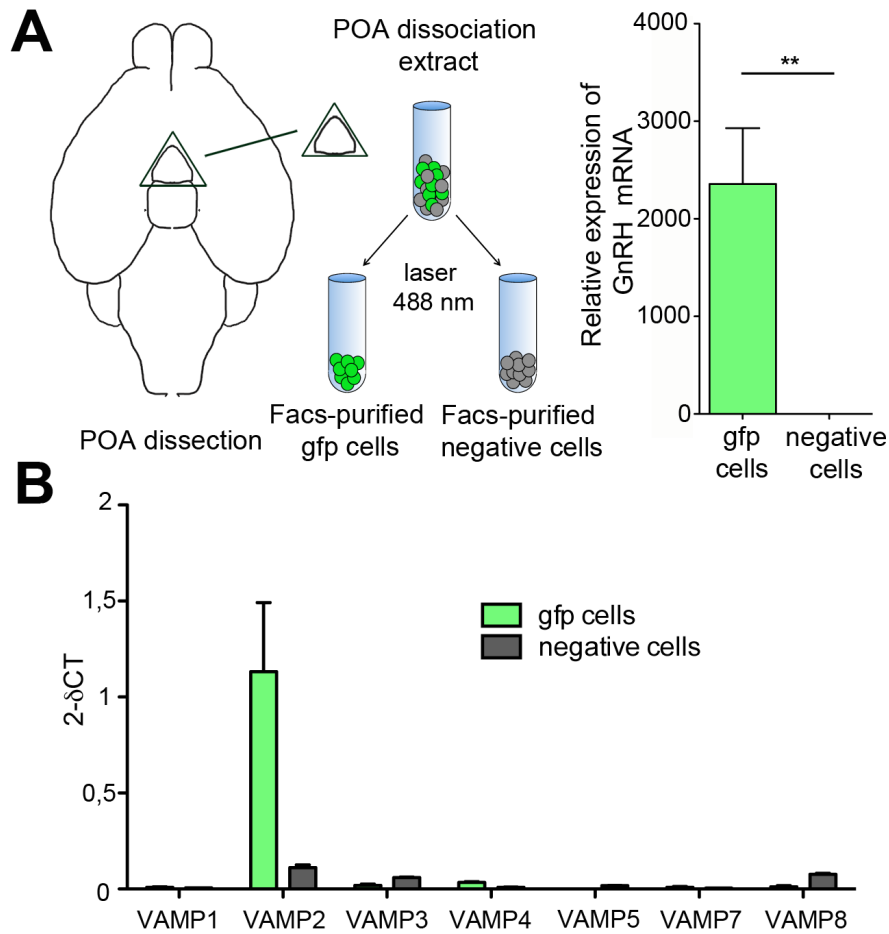 A
POA dissociation
extract
laser
488 nm
Facs-purified
gfp cells
Facs-purified
negative cells
POA dissection
Relative expression of
GnRH mRNA
4000
3000
2000
1000
0
**
gfp
cells
negative
cells
B
2-δCT
2
1,5
1
0,5
0
gfp cells
negative cells
VAMP1
VAMP2
VAMP3
VAMP4
VAMP5
VAMP7
VAMP8